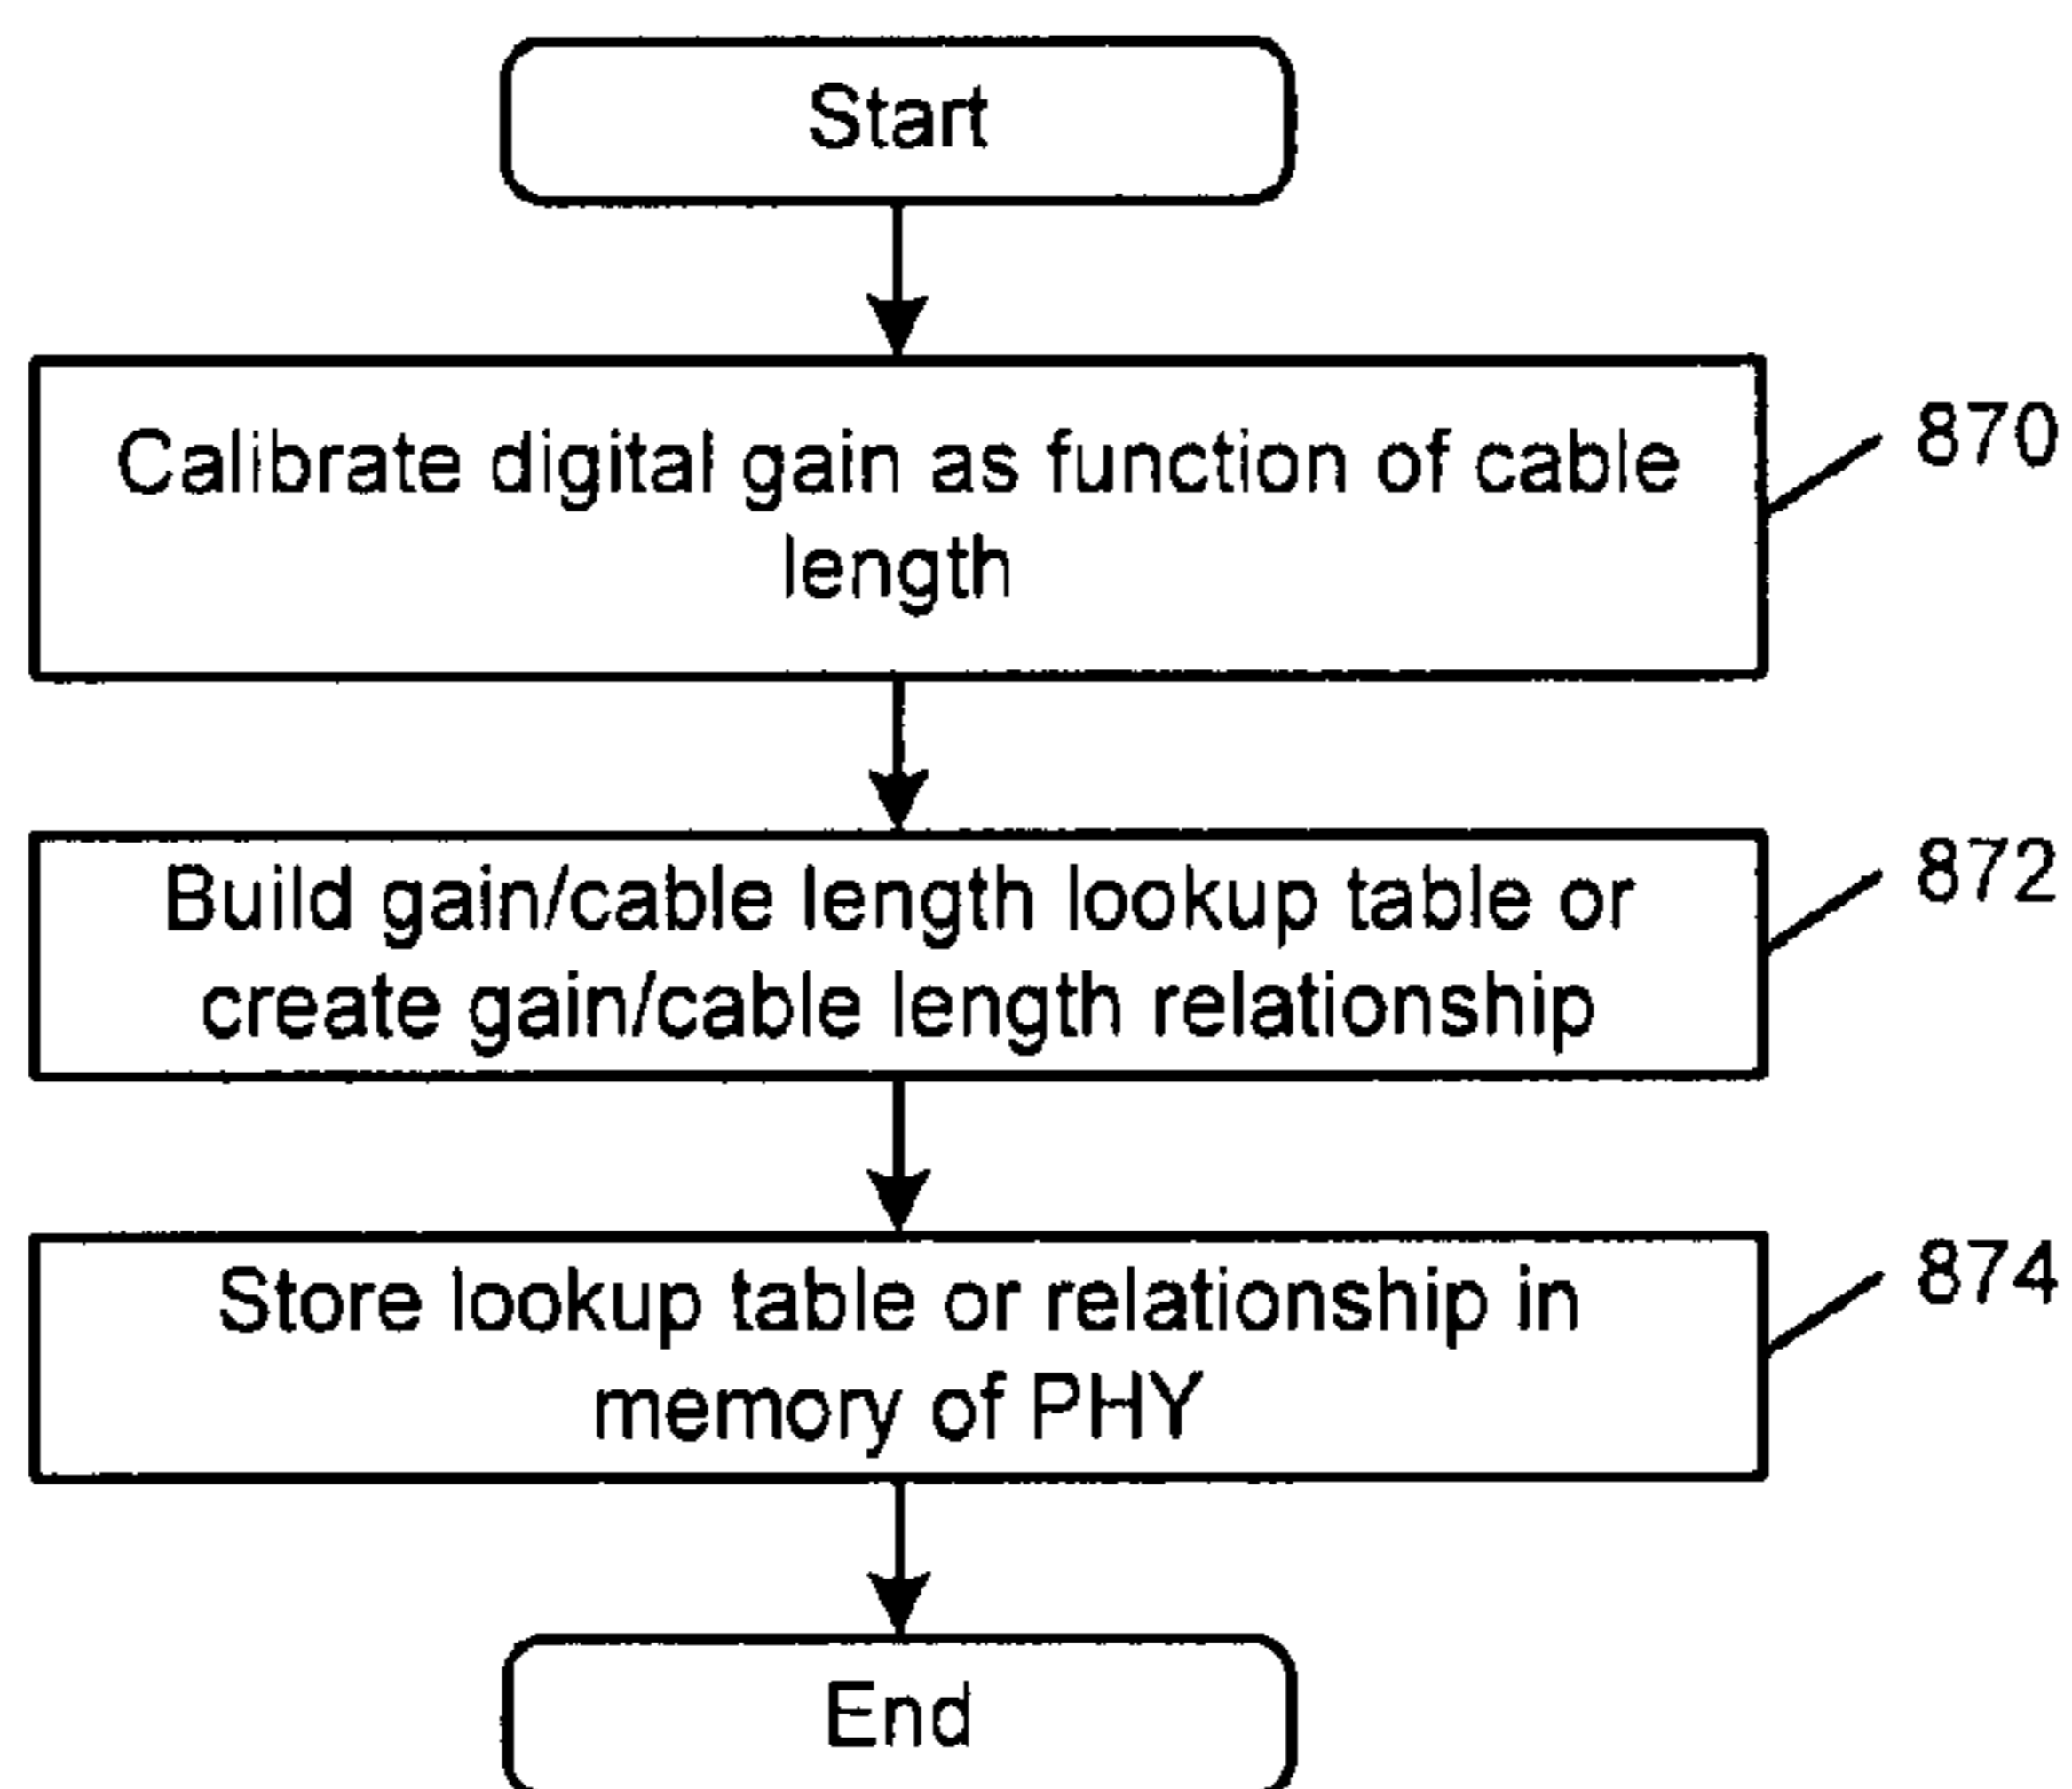 Start
Calibrate digital gain as function of cable
length
870
Build gain/cable length lookup table or
create gain/cable length relationship
872
Store lookup table or relationship in
memory of PHY
874
End